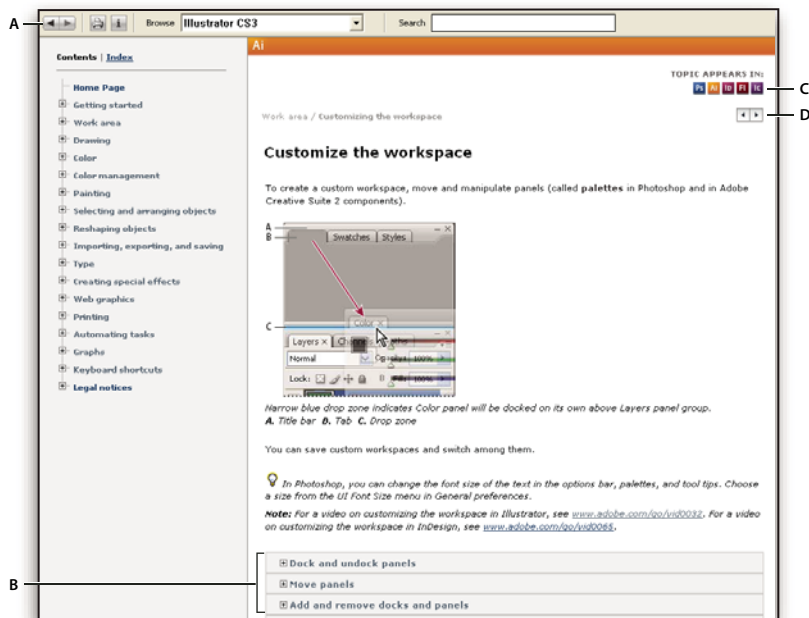 A
Browse Illustrator CS3
Search
Contents | Index
Home Page
Getting started
Work area
Drawing
Color
Color management
Painting
Selecting and arranging objects
Reshaping objects
Importing, exporting, and saving
Type
Creating special effects
Web graphics
Printing
Automating tasks
Graphs
Keyboard shortcuts
Legal notices
Ai
TOPIC APPEARS IN:
Ps Ai Id Fl
C
D
Work area / Customizing the workspace
Customize the workspace
To create a custom workspace, move and manipulate panels (called palettes in Photoshop and in Adobe
Creative Suite 2 components).
A
B
Swatches Styles
C
Color ×
Layers ×
Normal 100%
Lock: 100%
Narrow blue drop zone indicates Color panel will be docked on its own above Layers panel group.
A. Title bar B. Tab C. Drop zone
You can save custom workspaces and switch among them.
In Photoshop, you can change the font size of the text in the options bar, palettes, and tool tips. Choose
a size from the UI Font Size menu in General preferences.
Note: For a video on customizing the workspace in Illustrator, see www.adobe.com/go/vid0032. For a video
on customizing the workspace in InDesign, see www.adobe.com/go/vid0065.
B
Dock and undock panels
Move panels
Add and remove docks and panels